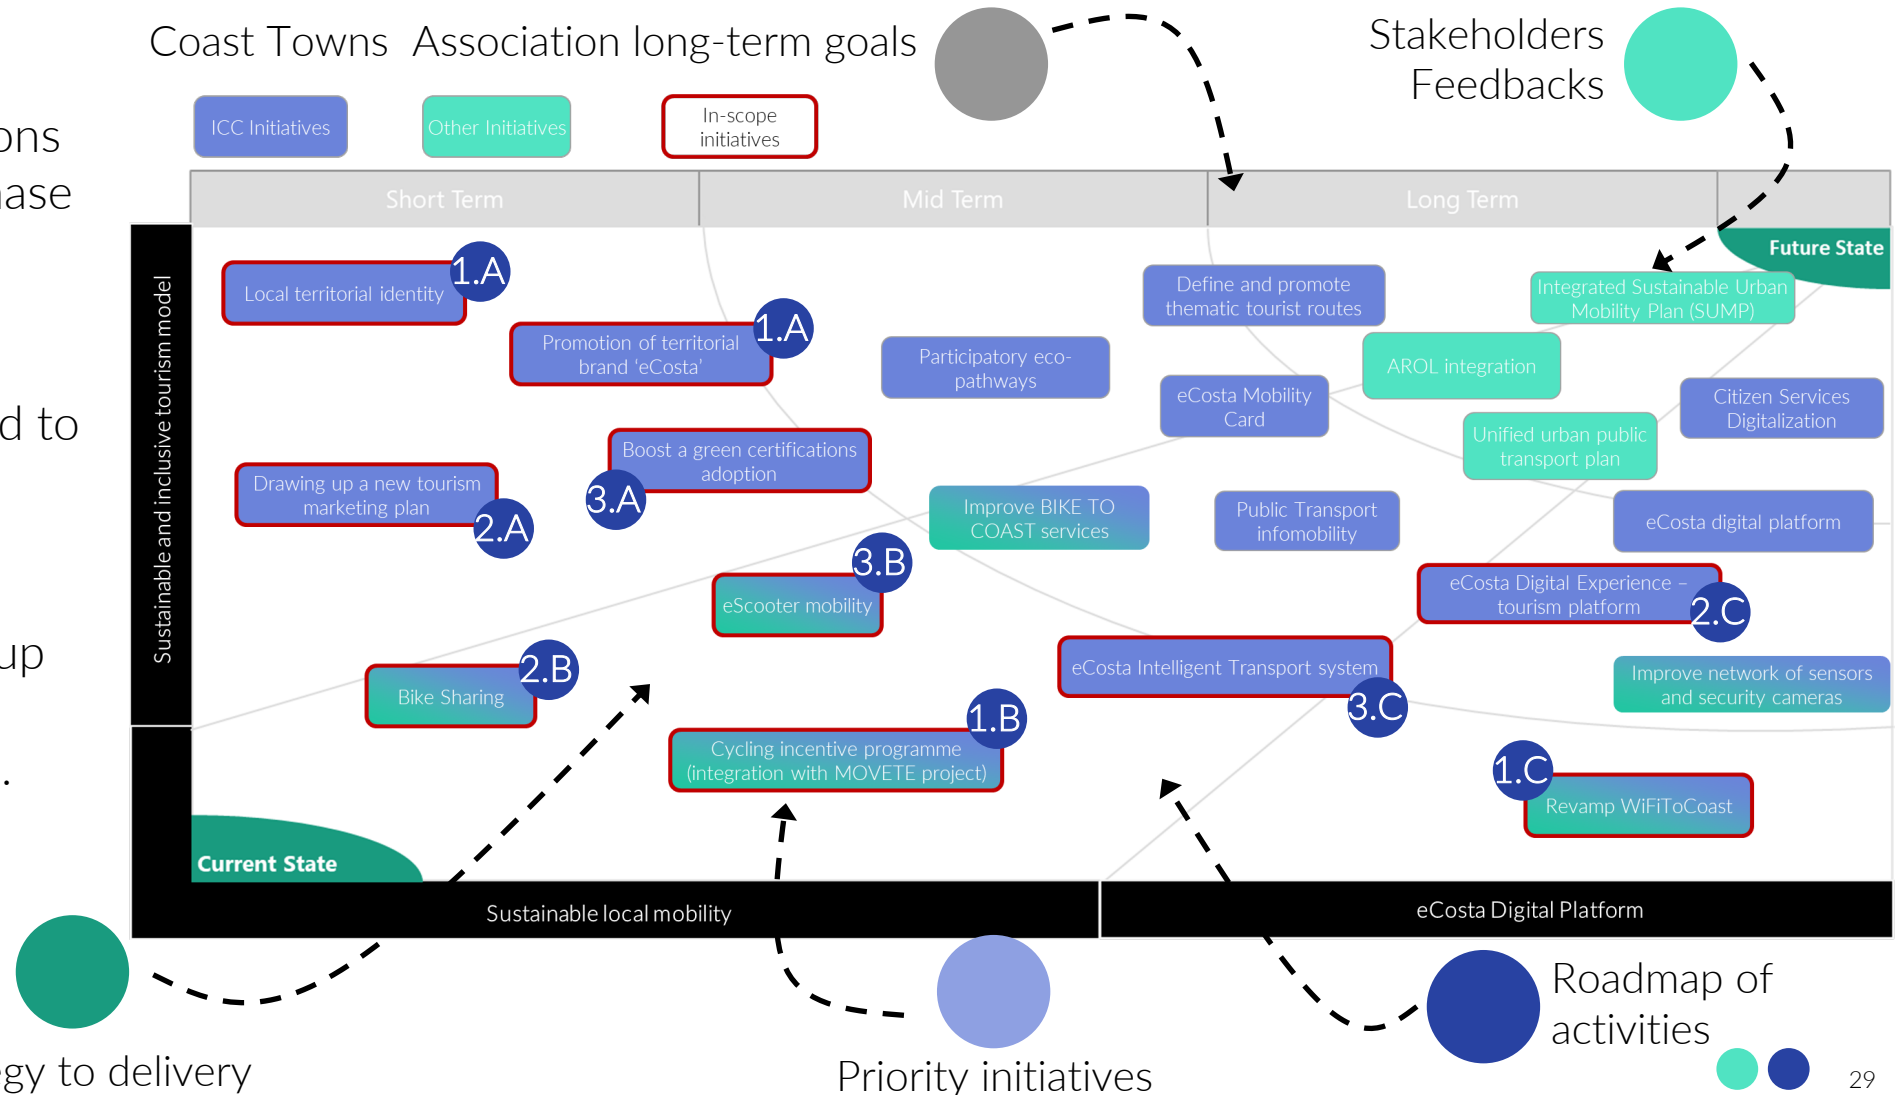 Coast Towns Association long-term goals
Stakeholders
Feedbacks
ICC Initiatives
Other Initiatives
In-scope
initiatives
ons
ase
d to
up
.
Short Term
Mid Term
Long Term
Future State
Sustainable and inclusive tourism model
Local territorial identity
1.A
Promotion of territorial
brand ‘eCosta’
1.A
Participatory eco-
pathways
Define and promote
thematic tourist routes
Integrated Sustainable Urban
Mobility Plan (SUMP)
AROL integration
eCosta Mobility
Card
Citizen Services
Digitalization
Unified urban public
transport plan
Boost a green certifications
adoption
3.A
Drawing up a new tourism
marketing plan
2.A
Improve BIKE TO
COAST services
Public Transport
infomobility
eCosta digital platform
3.B
eScooter mobility
eCosta Digital Experience –
tourism platform
2.C
2.B
Bike Sharing
eCosta Intelligent Transport system
3.C
Improve network of sensors
and security cameras
1.B
Cycling incentive programme
(integration with MOVETE project)
1.C
Revamp WiFiToCoast
Current State
Sustainable local mobility
eCosta Digital Platform
egy to delivery
Priority initiatives
Roadmap of
activities
29